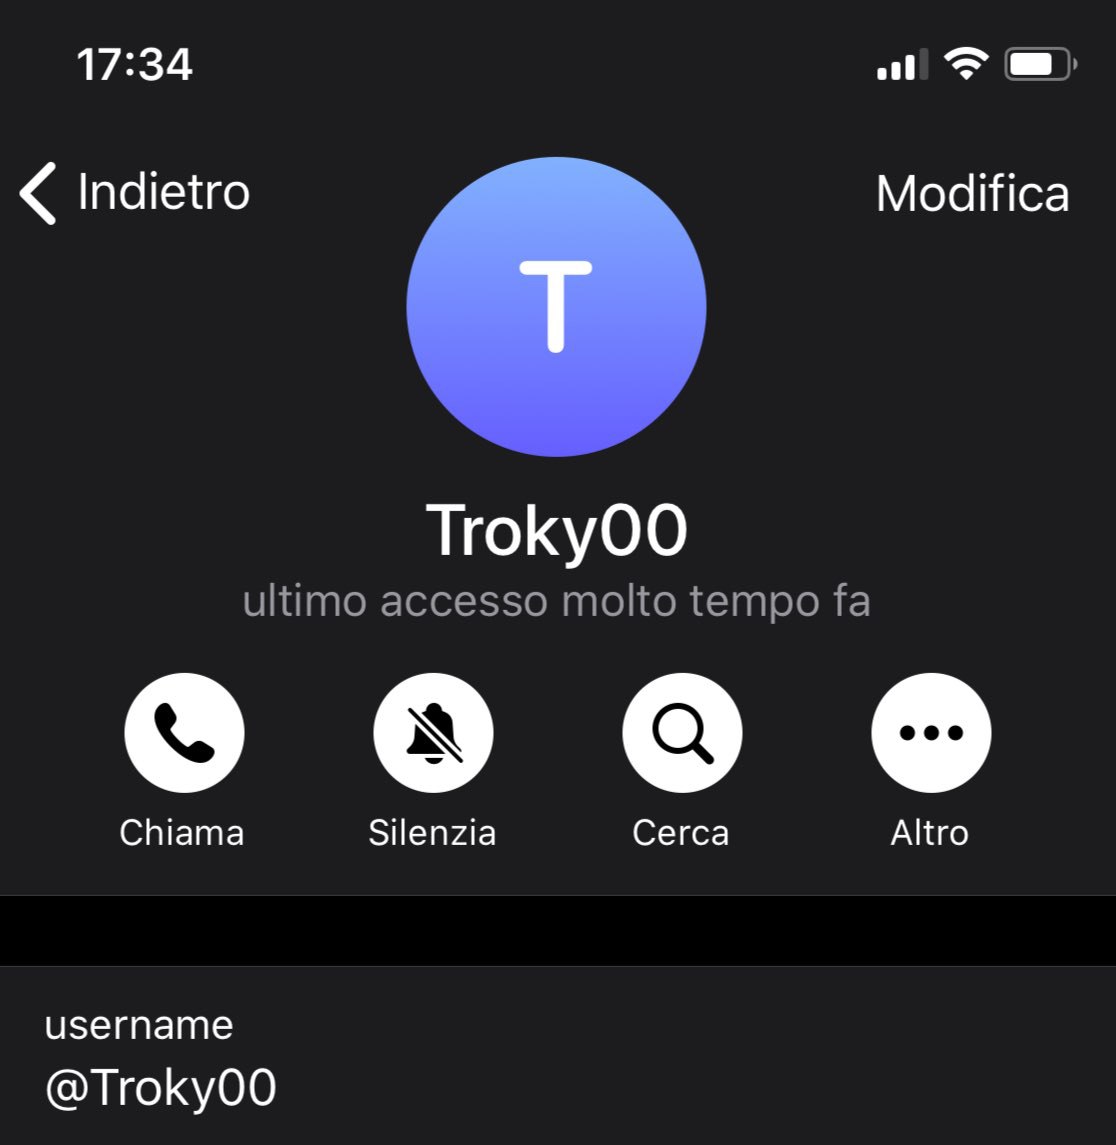 17:34
Indietro
Modifica
T
Troky00
ultimo accesso molto tempo fa
Chiama
Silenzia
Cerca
Altro
username
@Troky00